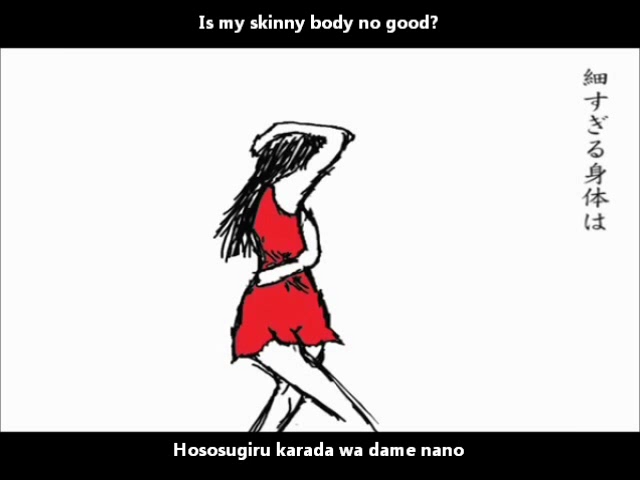 Is my skinny body no good?
細すぎる身体は
Hososugiru karada wa dame nano